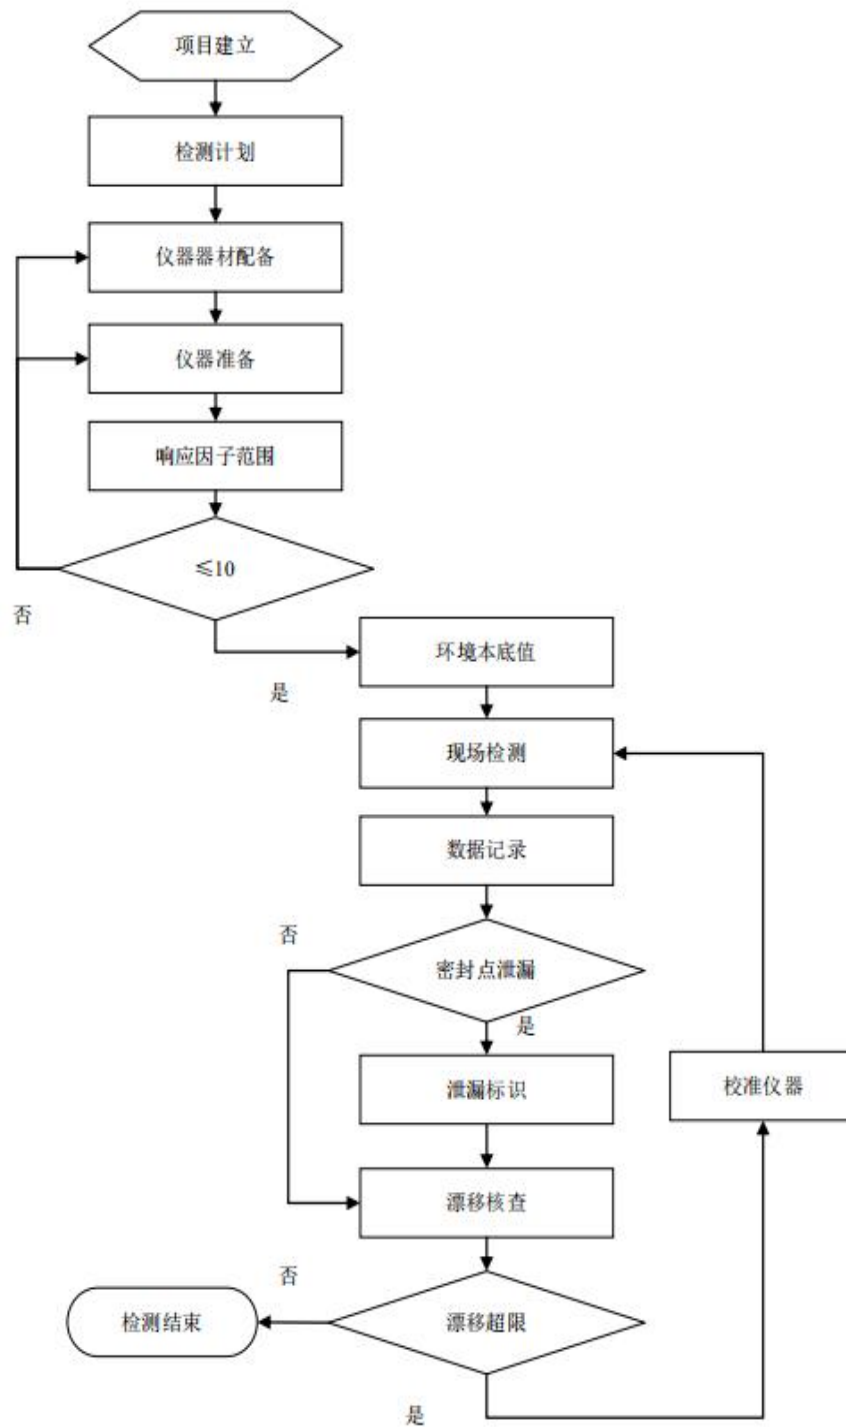 项目建立
检测计划
仪器器材配备
仪器准备
响应因子范围
≤10
否
环境本底值
是
现场检测
数据记录
否
密封点泄漏
是
泄漏标识
校准仪器
漂移核查
否
检测结束
漂移超限
是